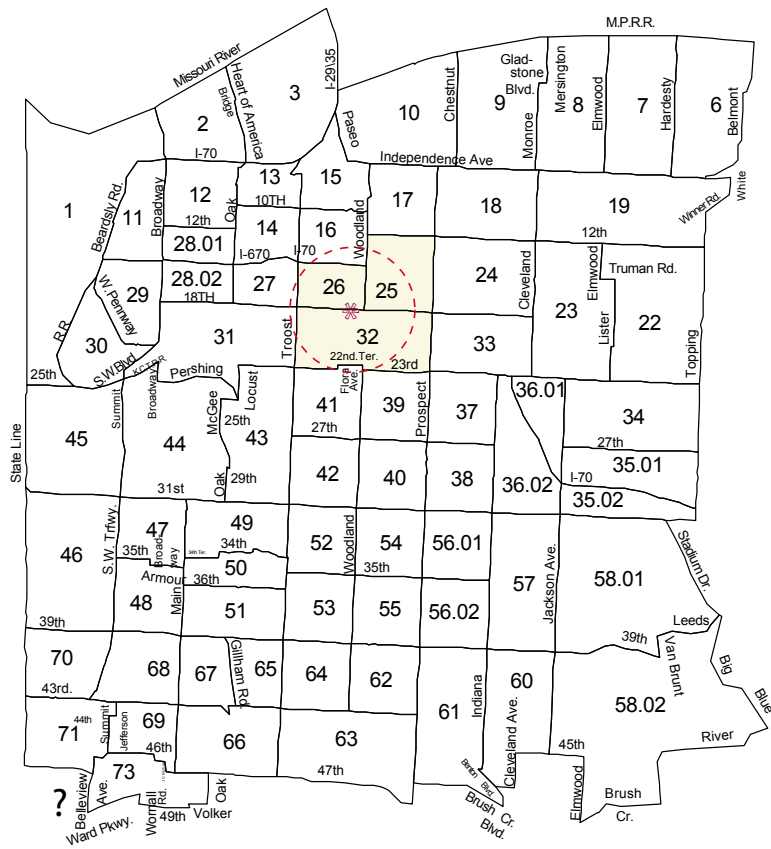 M.P.R.R.
Missouri River
Heart of America
Bridge
I-29\35
3
2
I-70
Paseo
10
Chestnut
Glad-
stone
Blvd.
9
Monroe
Mersington
8
Elmwood
7
Hardesty
6
Belmont
Independence Ave
White
Winner Rd.
1
Beardsly Rd.
11
Broadway
12
12th
Oak
13
10TH
14
15
16
Woodland
17
18
19
12th
28.01
I-670
I-70
28.02
18TH
27
26
25
24
Cleveland
23
Elmwood
Lister
Truman Rd.
22
Topping
29
W. Pennway
30
R.R
S.W.Blvd
K.C.T.R.R.
31
Troost
32
22nd. Ter.
23rd
33
25th
Pershing
Summit
Broadway
McGee
Locust
25th
Flora
Ave.
41
27th
39
Prospect
37
36.01
34
27th
35.01
I-70
35.02
State Line
45
44
43
29th
31st
Oak
42
40
38
36.02
46
S.W. Trfwy.
47
35th
Broad-
way
34th Ter.
49
34th
50
Armour
36th
48
Main
51
52
Woodland
54
35th
56.01
57
Jackson Ave.
58.01
Stadium Dr.
53
55
56.02
39th
39th
Leeds
70
43rd.
68
67
Gillham Rd.
65
64
62
61
Indiana
60
Cleveland Ave.
Van Brunt
58.02
Big
Blue
River
71
44th
Summit
Jefferson
69
46th
66
63
47th
45th
73
?
Belleview
Ave.
Wornall
Rd.
49th
Volker
Oak
Ward Pkwy.
Benton Blvd.
Brush Cr.
Blvd.
Elmwood
Brush
Cr.